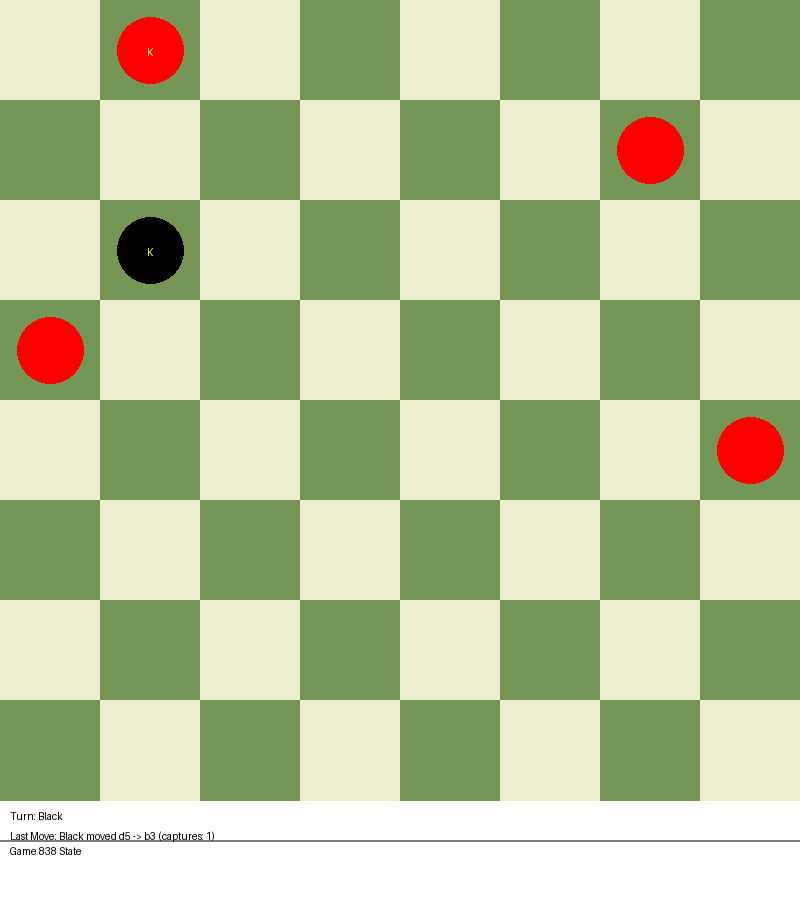 K
K
Turn: Black
Last Move: Black moved d5 -> b3 (captures: 1)
Game 838 State